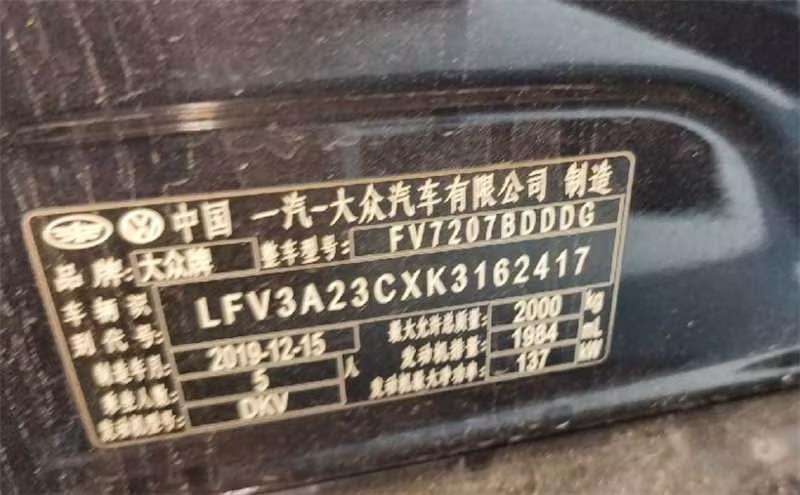 中国 一汽-大众汽车有限公司 制造
品牌: 大众牌 整车型号: FV7207BDDDG
车辆识别代号: LFV3A23CXK3162417
制造年月: 2019-12-15 最大允许总质量: 2000 kg
乘坐人数: 5 人 发动机排量: 1984 mL
发动机型号: DKV 发动机最大净功率: 137 kW